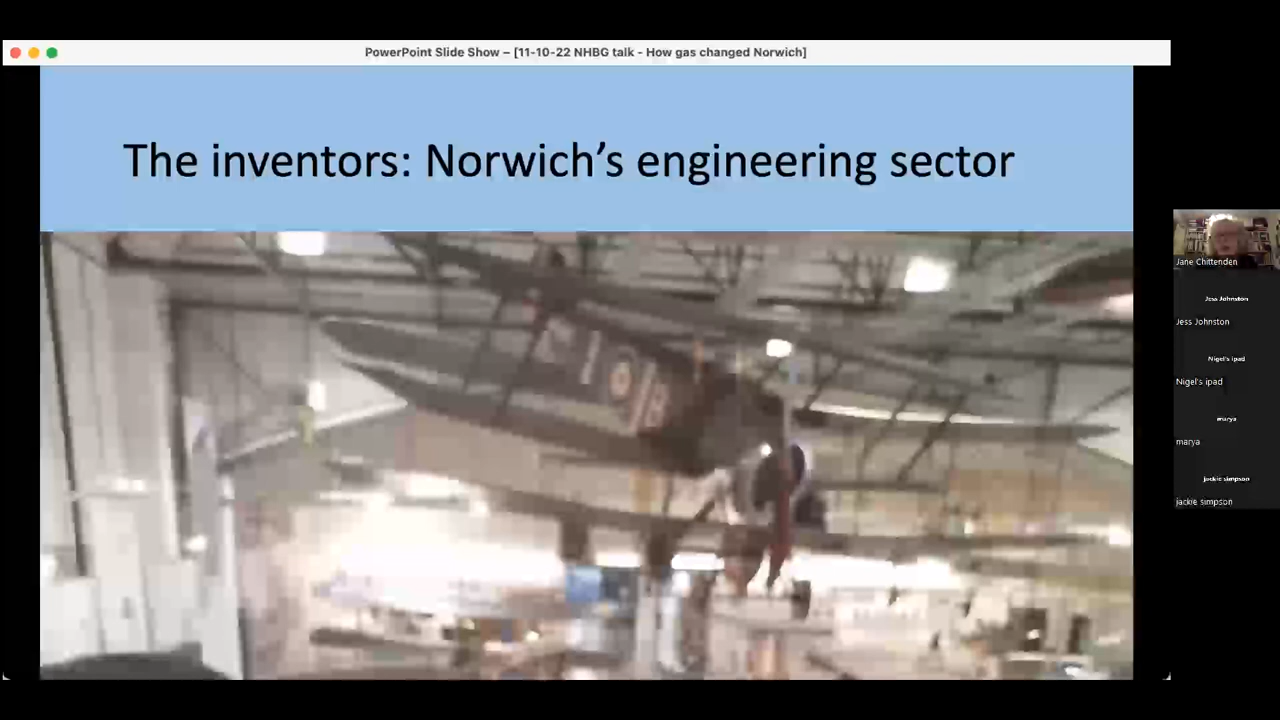 PowerPoint Slide Show – [11-10-22 NHBG talk - How gas changed Norwich]
The inventors: Norwich’s engineering sector
Jane Chittenden
Jess Johnston
Jess Johnston
Nigel's ipad
Nigel's ipad
marya
marya
jackie simpson
jackie simpson